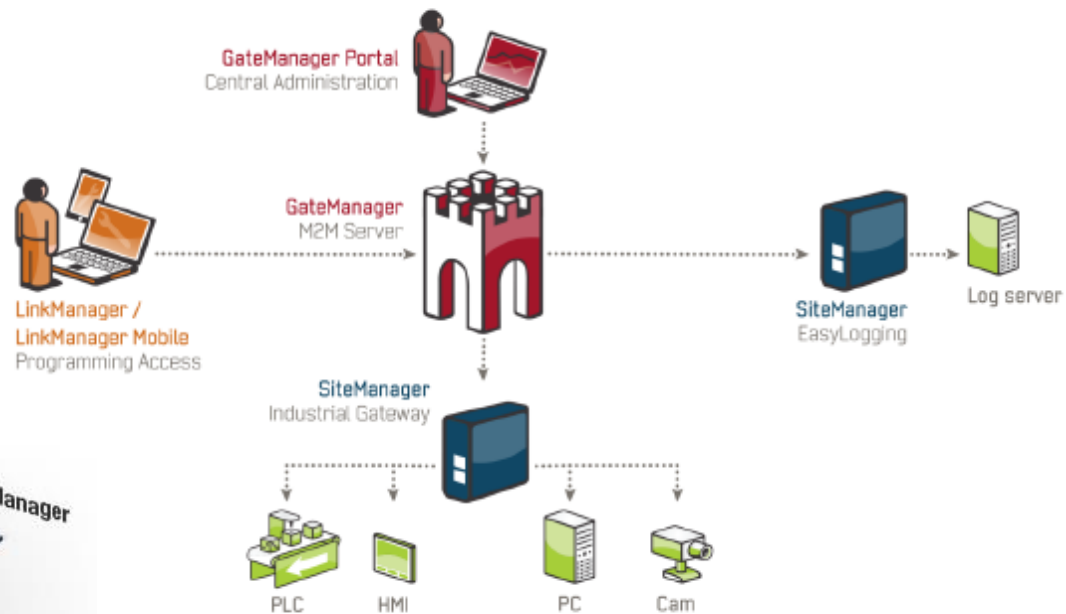 GateManager Portal
Central Administration
GateManager
M2M Server
LinkManager /
LinkManager Mobile
Programming Access
SiteManager
EasyLogging
Log server
SiteManager
Industrial Gateway
PLC
HMI
PC
Cam